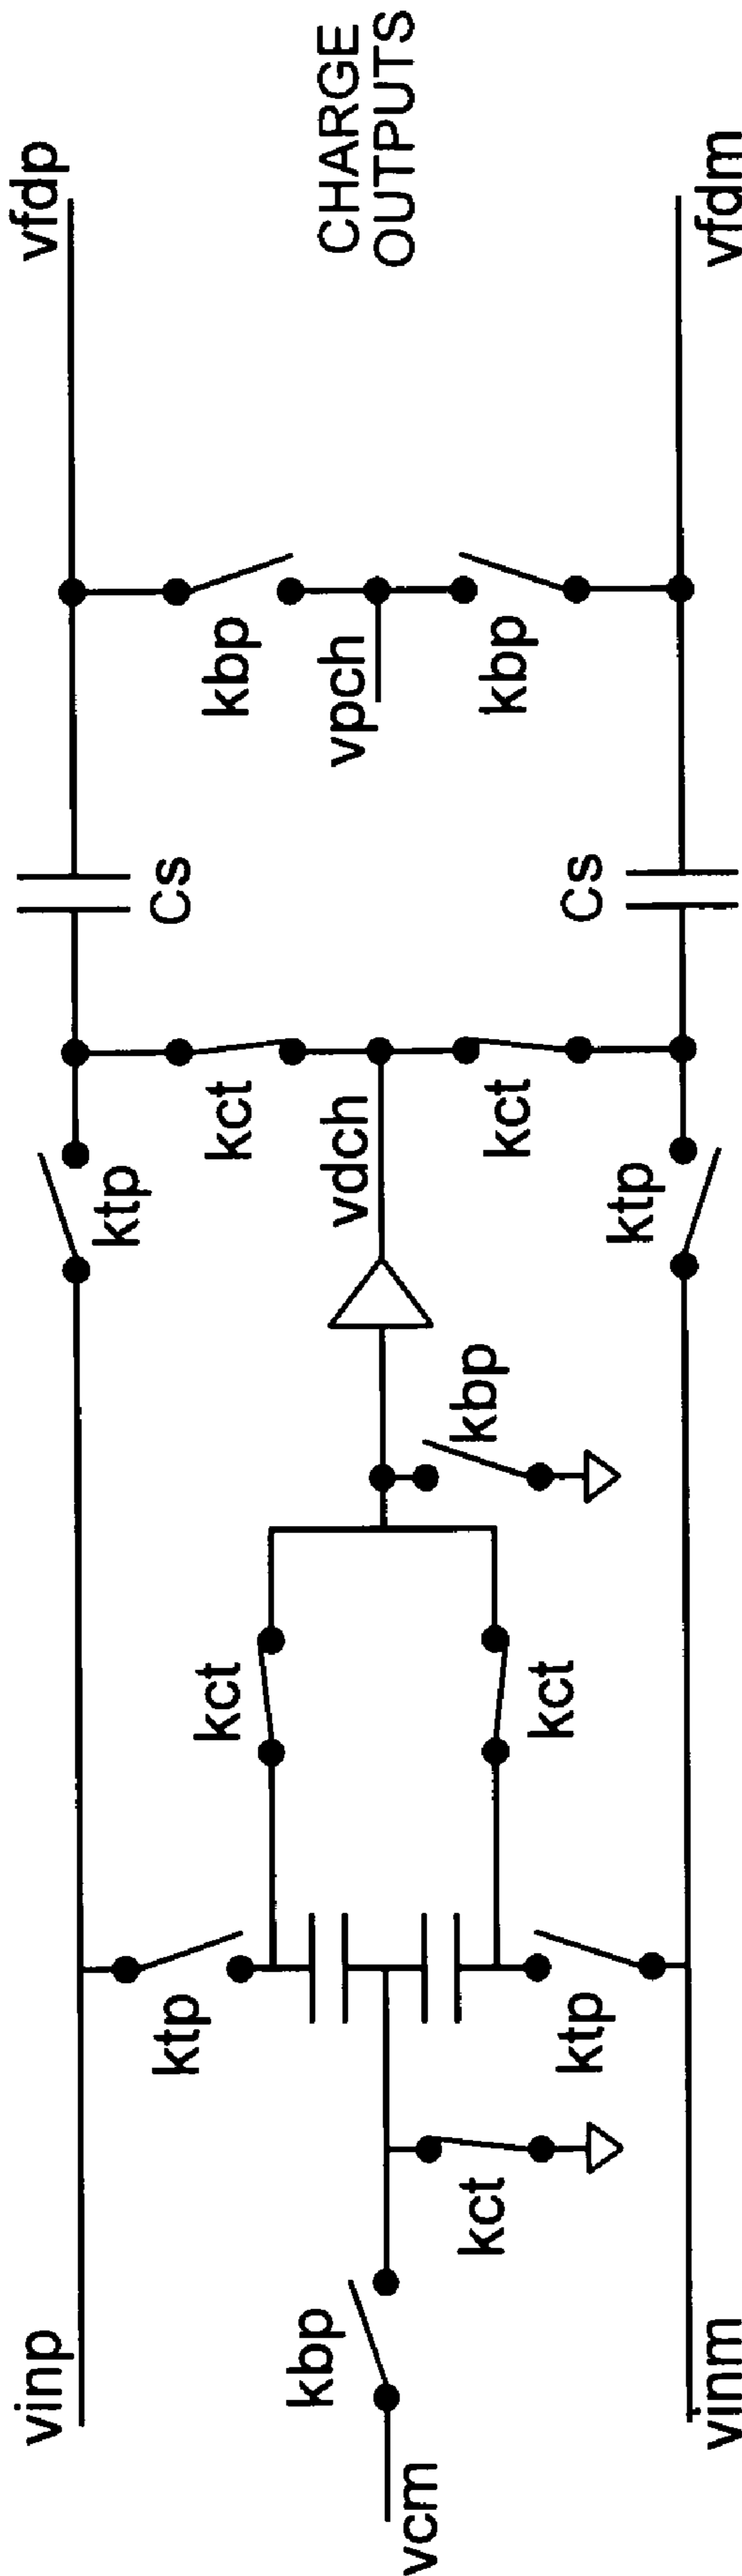 vinp
vfdp
ktp
Cs
kbp
ktp
kct
kct
vpch
CHARGE
OUTPUTS
kbp
vcm
kct
kbp
vdch
kbp
kct
kct
ktp
ktp
Cs
vinm
vfdm